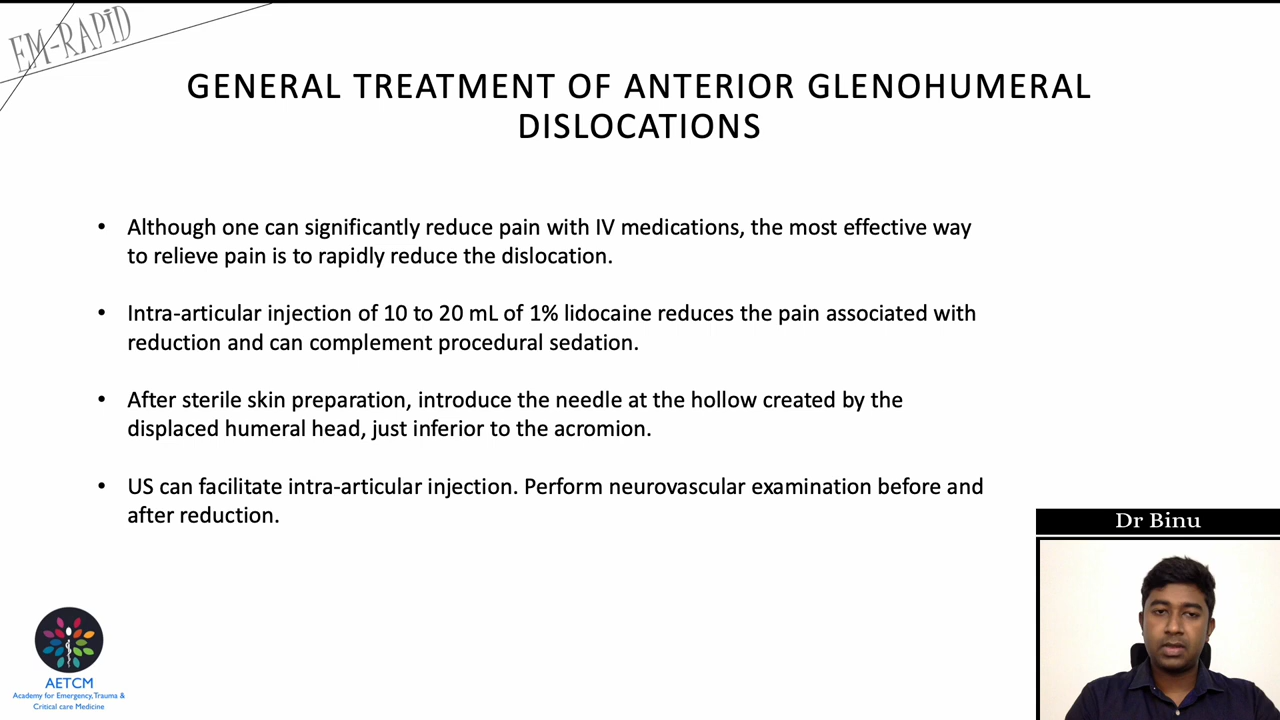 EM-RAPID
GENERAL TREATMENT OF ANTERIOR GLENOHUMERAL
DISLOCATIONS
• Although one can significantly reduce pain with IV medications, the most effective way
to relieve pain is to rapidly reduce the dislocation.
• Intra-articular injection of 10 to 20 mL of 1% lidocaine reduces the pain associated with
reduction and can complement procedural sedation.
• After sterile skin preparation, introduce the needle at the hollow created by the
displaced humeral head, just inferior to the acromion.
• US can facilitate intra-articular injection. Perform neurovascular examination before and
after reduction.
Dr Binu
AETCM
Academy for Emergency,Trauma &
Critical care Medicine